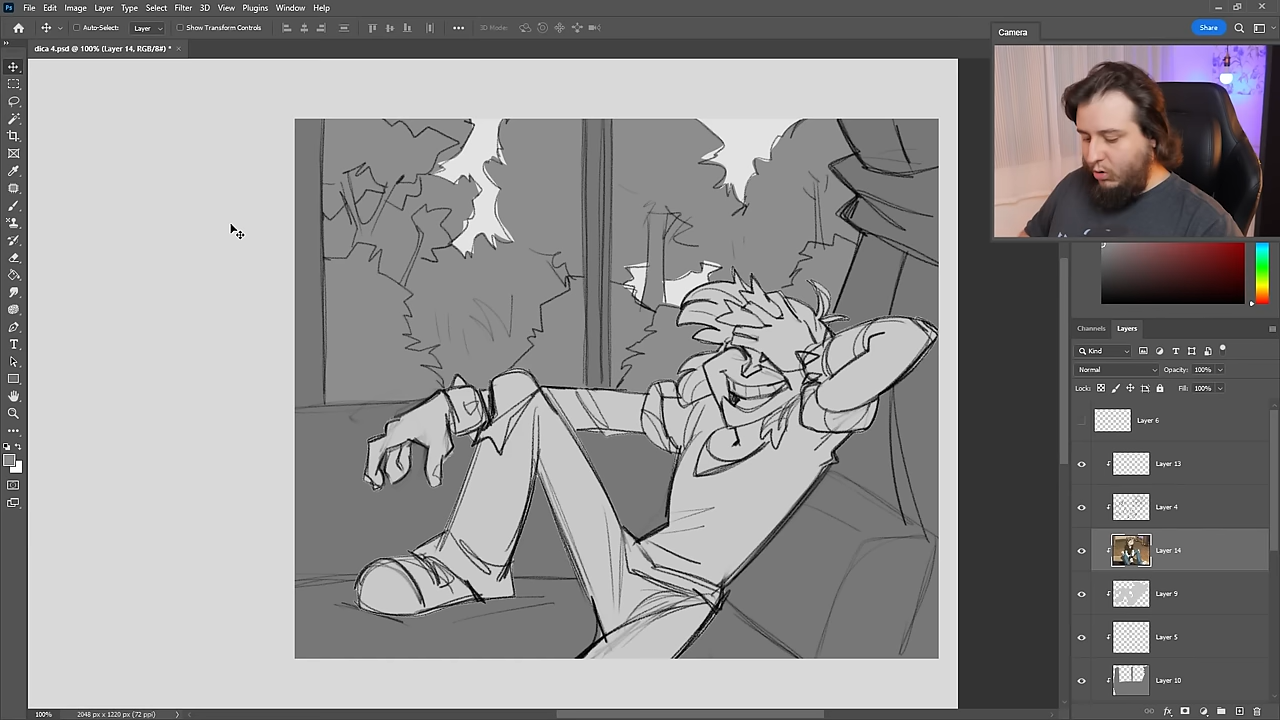 Ps File Edit Image Layer Type Select Filter 3D View Plugins Window Help
Auto-Select: Layer Show Transform Controls 3D Mode: Share
Camera
dica 4.psd @ 100% (Layer 14, RGB/8#) * ×
Channels Layers
Kind
Normal Opacity: 100%
Lock: Fill: 100%
Layer 6
Layer 13
Layer 4
Layer 14
Layer 9
Layer 5
Layer 10
100% 2048 px x 1220 px (72 ppi)